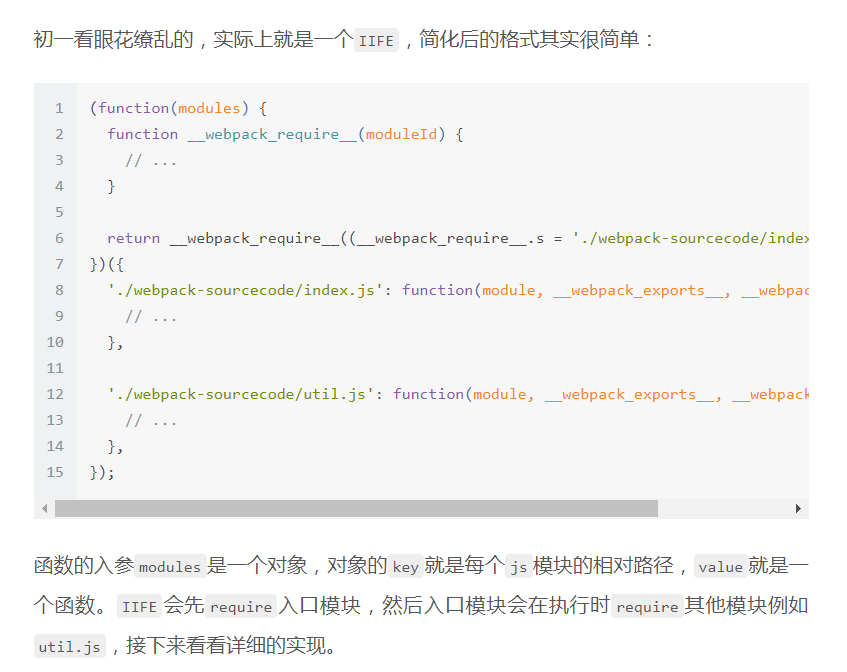 初一看眼花缭乱的，实际上就是一个IIFE，简化后的格式其实很简单：
1 (function(modules) {
2   function __webpack_require__(moduleId) {
3     // ...
4   }
5
6   return __webpack_require__((__webpack_require__.s = './webpack-sourcecode/index
7 })({
8   './webpack-sourcecode/index.js': function(module, __webpack_exports__, __webpac
9     // ...
10   },
11
12   './webpack-sourcecode/util.js': function(module, __webpack_exports__, __webpack
13     // ...
14   },
15 });
函数的入参modules是一个对象，对象的key就是每个js模块的相对路径，value就是一
个函数。IIFE会先require入口模块，然后入口模块会在执行时require其他模块例如
util.js，接下来看看详细的实现。